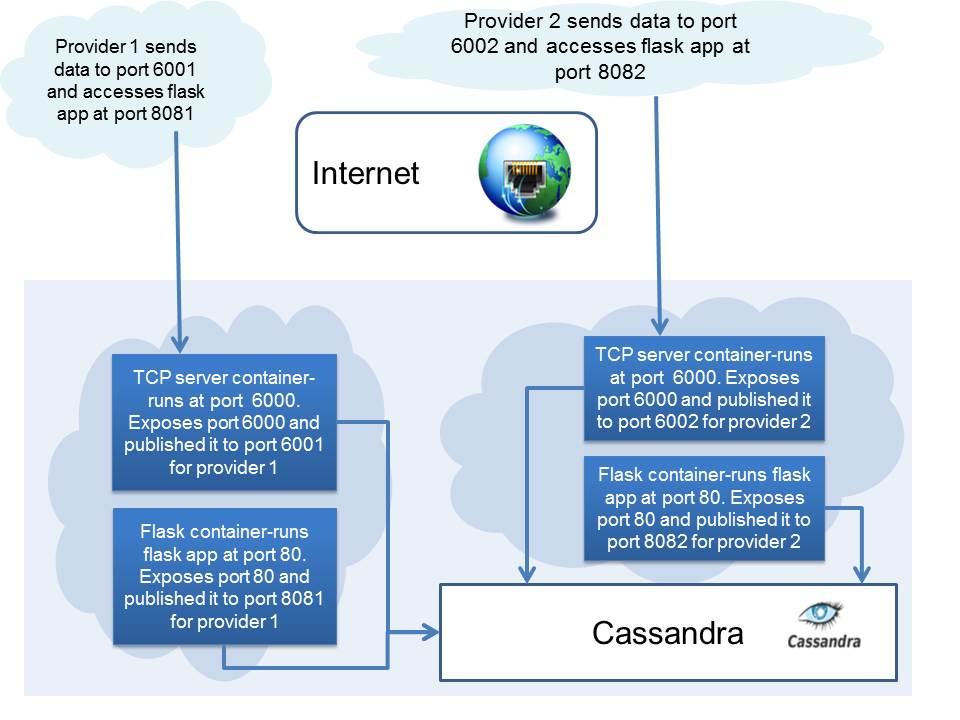 Provider 1 sends
data to port 6001
and accesses flask
app at port 8081
Provider 2 sends data to port
6002 and accesses flask app at
port 8082
Internet
TCP server container-
runs at port 6000.
Exposes port 6000 and
published it to port 6001
for provider 1
Flask container-runs
flask app at port 80.
Exposes port 80 and
published it to port 8081
for provider 1
TCP server container-runs
at port 6000. Exposes
port 6000 and published it
to port 6002 for provider 2
Flask container-runs flask
app at port 80. Exposes
port 80 and published it to
port 8082 for provider 2
Cassandra
Cassandra